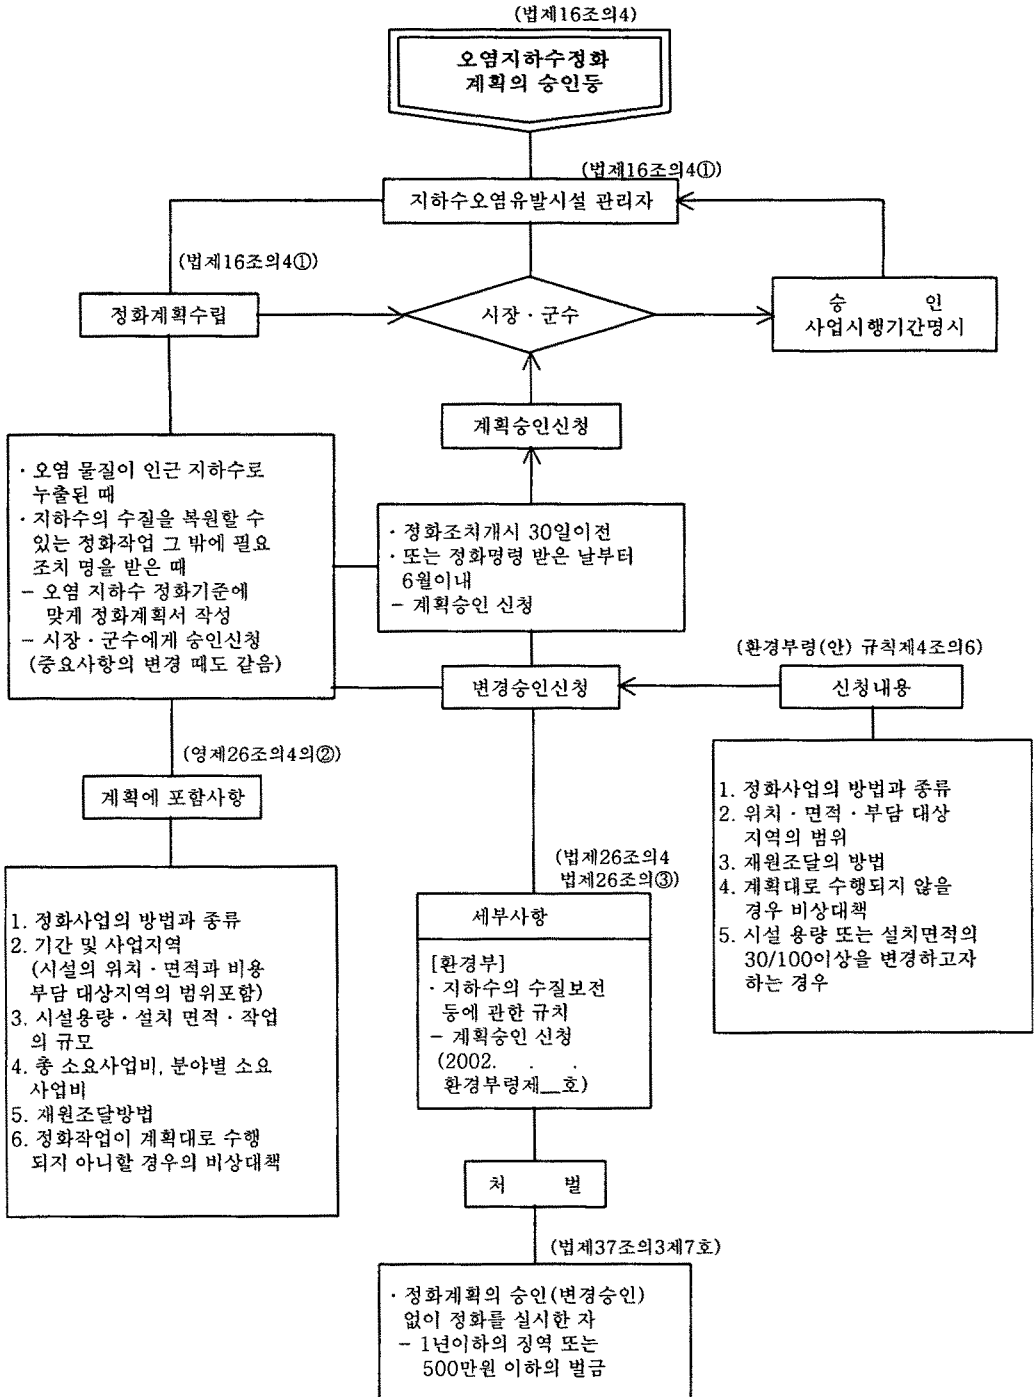 (법제16조의4)
오염지하수정화
계획의 승인등
(법제16조의4①)
지하수오염유발시설 관리자
(법제16조의4①)
정화계획수립
시장 · 군수
승 인
사업시행기간명시
계획승인신청
· 오염 물질이 인근 지하수로
누출된 때
· 지하수의 수질을 복원할 수
있는 정화작업 그 밖에 필요
조치 명을 받은 때
- 오염 지하수 정화기준에
맞게 정화계획서 작성
- 시장 · 군수에게 승인신청
(중요사항의 변경 때도 같음)
· 정화조치개시 30일이전
· 또는 정화명령 받은 날부터
6월이내
- 계획승인 신청
(환경부령(안) 규칙제4조의6)
변경승인신청
신청내용
(영제26조의4의②)
계획에 포함사항
1. 정화사업의 방법과 종류
2. 위치 · 면적 · 부담 대상
지역의 범위
3. 재원조달의 방법
4. 계획대로 수행되지 않을
경우 비상대책
5. 시설 용량 또는 설치면적의
30/100이상을 변경하고자
하는 경우
1. 정화사업의 방법과 종류
2. 기간 및 사업지역
(시설의 위치 · 면적과 비용
부담 대상지역의 범위포함)
3. 시설용량 · 설치 면적 · 작업
의 규모
4. 총 소요사업비, 분야별 소요
사업비
5. 재원조달방법
6. 정화작업이 계획대로 수행
되지 아니할 경우의 비상대책
(법제26조의4
법제26조의③)
세부사항
[환경부]
· 지하수의 수질보전
등에 관한 규치
- 계획승인 신청
(2002. . .
환경부령제__호)
처 벌
(법제37조의3제7호)
· 정화계획의 승인(변경승인)
없이 정화를 실시한 자
- 1년이하의 징역 또는
500만원 이하의 벌금